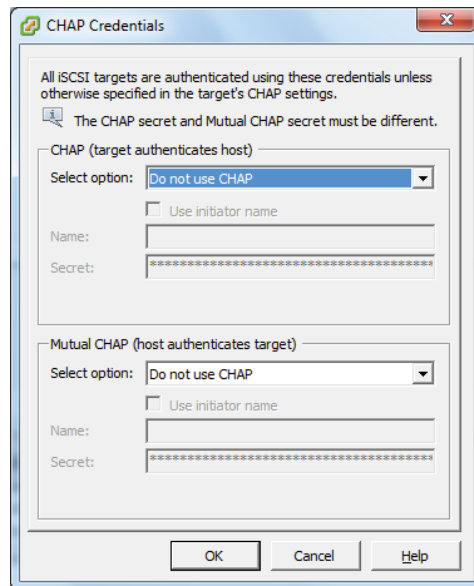 CHAP Credentials
All iSCSI targets are authenticated using these credentials unless
otherwise specified in the target's CHAP settings.
The CHAP secret and Mutual CHAP secret must be different.
CHAP (target authenticates host)
Select option: Do not use CHAP
Use initiator name
Name:
Secret: ****************************************
Mutual CHAP (host authenticates target)
Select option: Do not use CHAP
Use initiator name
Name:
Secret: ****************************************
OK Cancel Help